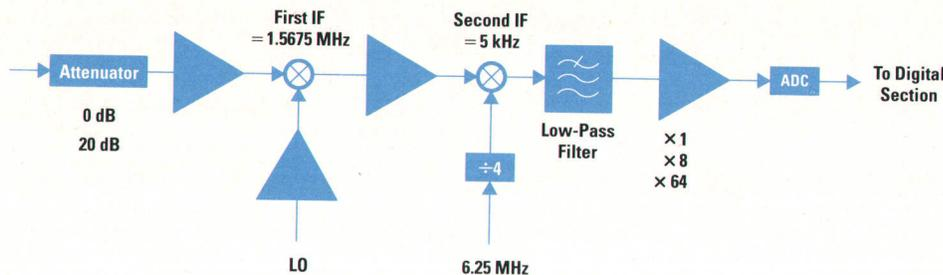 First IF
= 1.5675 MHz
Second IF
= 5 kHz
Attenuator
0 dB
20 dB
LO
÷4
6.25 MHz
Low-Pass
Filter
×1
×8
×64
ADC
To Digital
Section